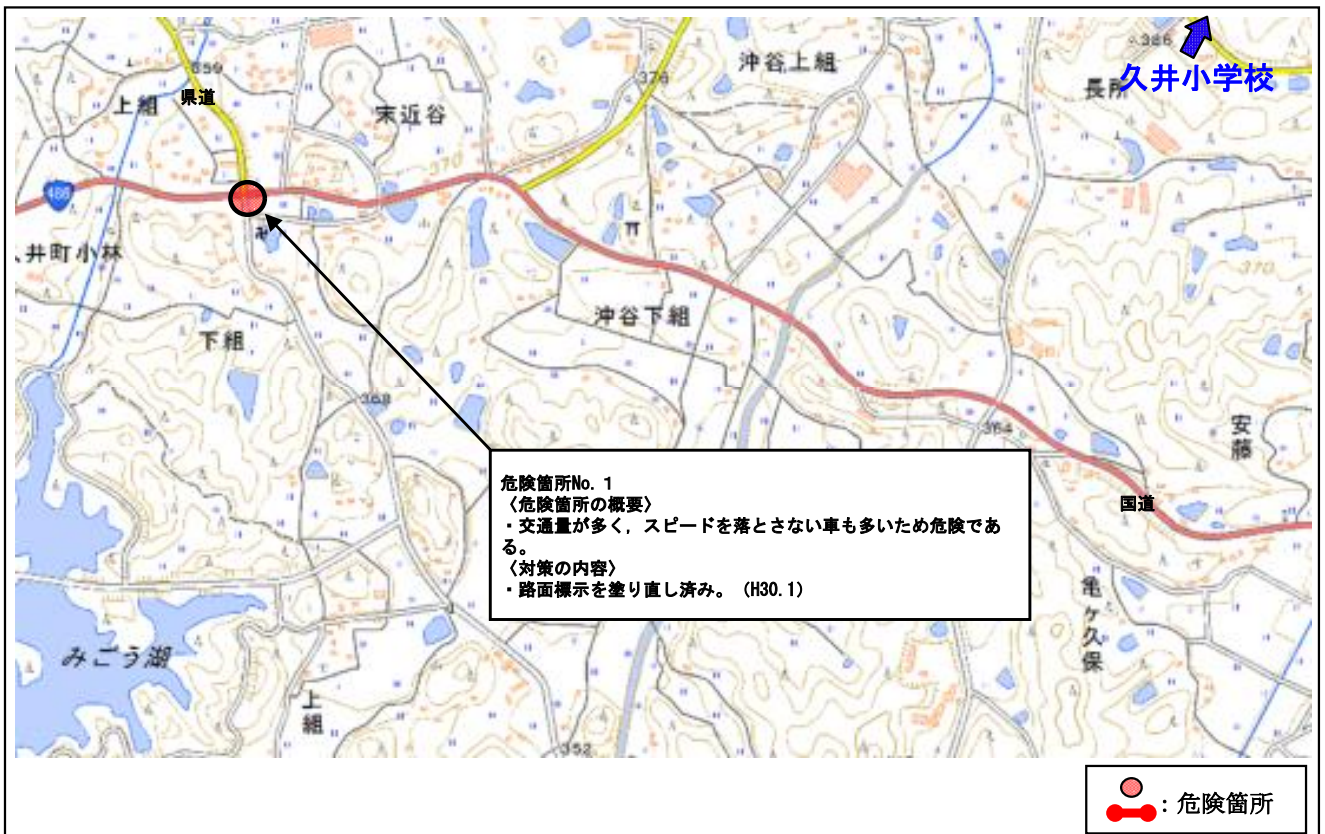 386
久井小学校
沖谷上組
長所
376
359
県道
上組
末近谷
370
486
井町小林
370
沖谷下組
下組
368
364
安藤
国道
危険箇所No. 1
〈危険箇所の概要〉
・交通量が多く，スピードを落とさない車も多いため危険であ
る。
〈対策の内容〉
・路面標示を塗り直し済み。（H30.1）
亀ヶ久保
みごう湖
上組
352
：危険箇所